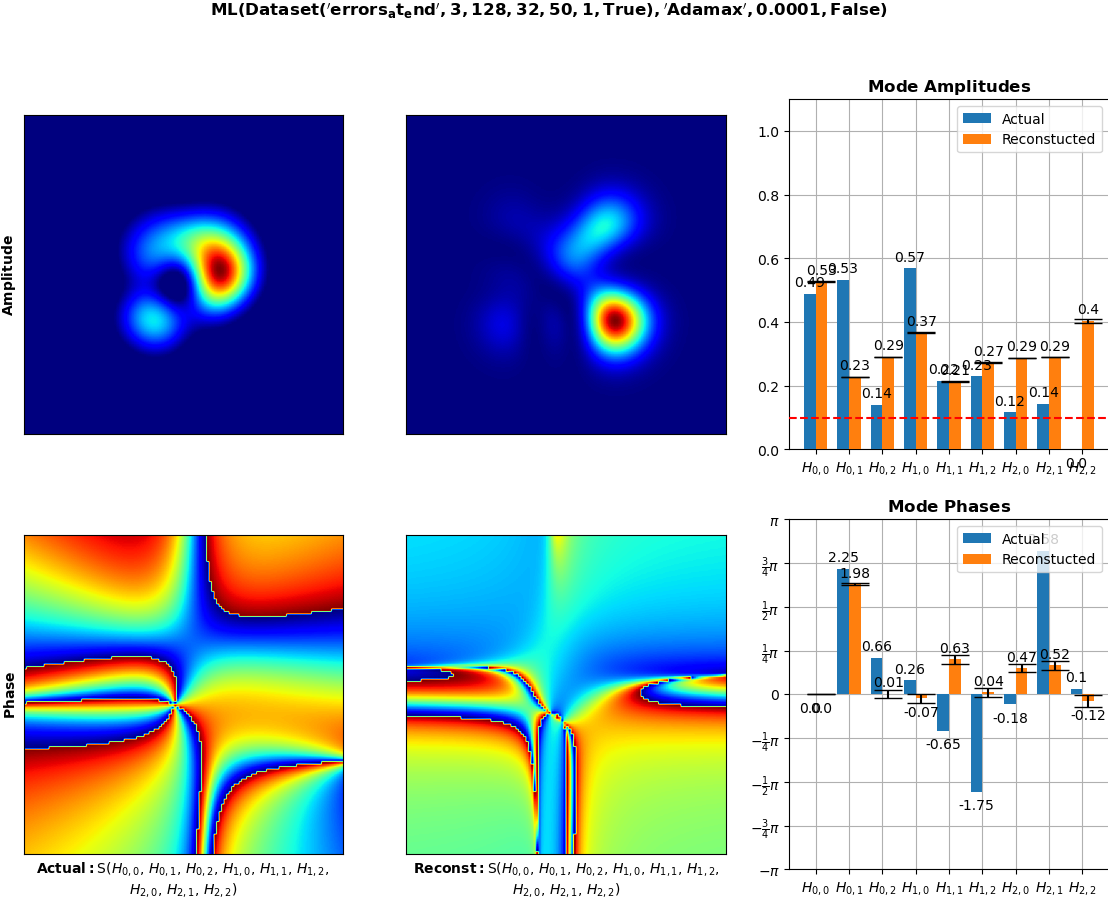 ML(Dataset('errors_at_end', 3, 128, 32, 50, 1, True), 'Adamax', 0.0001, False)
Amplitude
Mode Amplitudes
Actual
Reconstucted
1.0
0.8
0.6
0.4
0.2
0.0
0.49 0.53 0.53 0.23 0.14 0.29 0.57 0.37 0.22 0.21 0.23 0.27 0.12 0.29 0.14 0.29 0.0 0.4
H0,0 H0,1 H0,2 H1,0 H1,1 H1,2 H2,0 H2,1 H2,2
Phase
Mode Phases
Actual
Reconstucted
π
3/4π
1/2π
1/4π
0
−1/4π
−1/2π
−3/4π
−π
0.0 0.0 2.25 1.98 0.66 0.01 0.26 -0.07 -0.65 0.63 -1.75 0.04 -0.18 0.47 0.52 0.1 -0.12
H0,0 H0,1 H0,2 H1,0 H1,1 H1,2 H2,0 H2,1 H2,2
Actual: S(H0,0, H0,1, H0,2, H1,0, H1,1, H1,2,
H2,0, H2,1, H2,2)
Reconst: S(H0,0, H0,1, H0,2, H1,0, H1,1, H1,2,
H2,0, H2,1, H2,2)